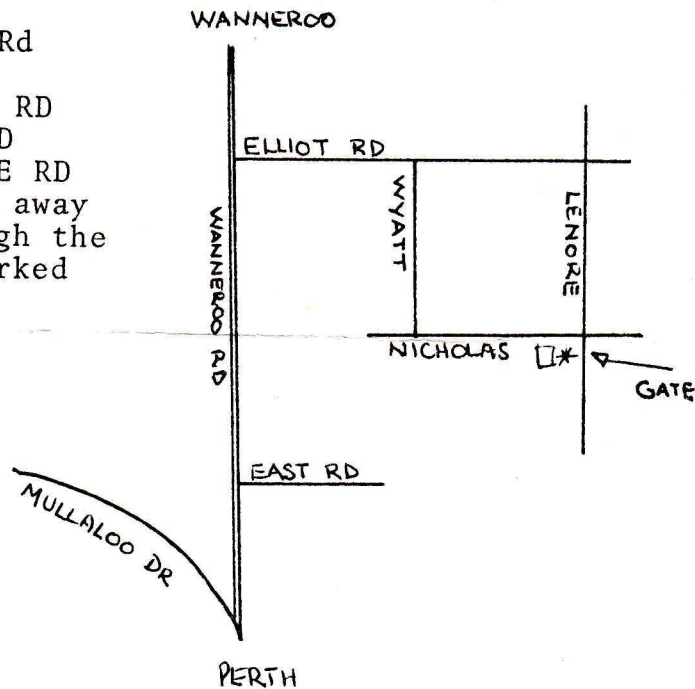 WANNEROO
Rd
RD
D
E RD
away
gh the
rked
ELLIOT RD
WYATT
LENORE
WANNEROO RD
NICHOLAS
GATE
EAST RD
MULLALOO DR
PERTH